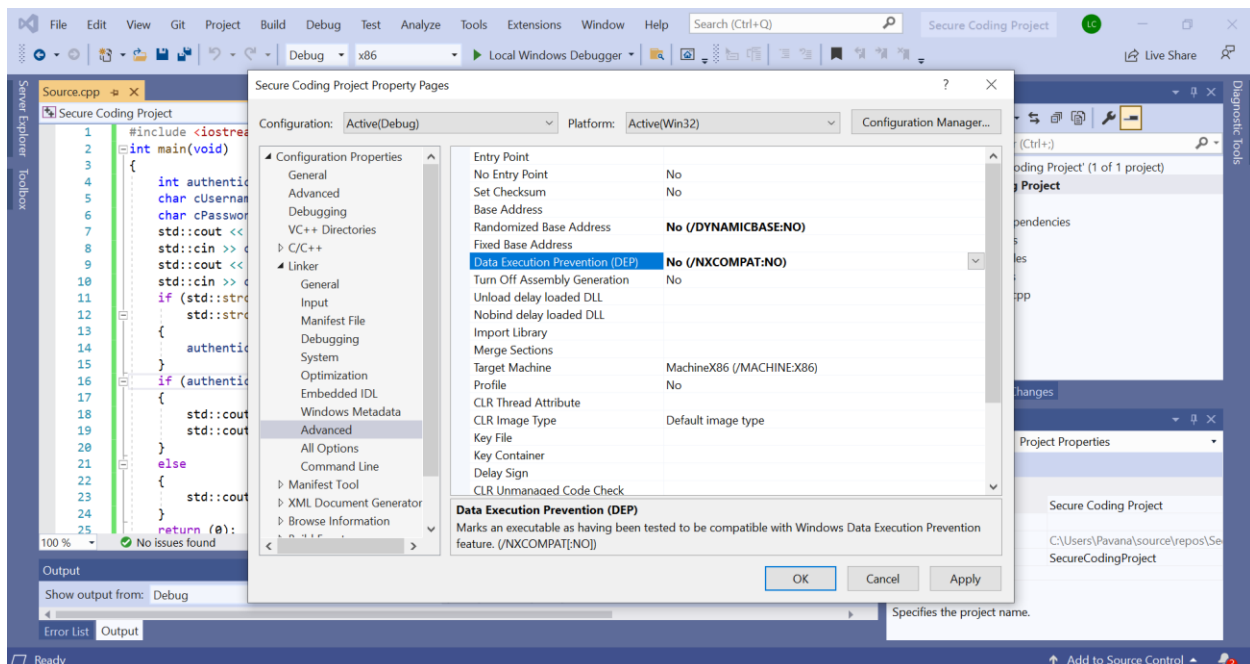 File Edit View Git Project Build Debug Test Analyze Tools Extensions Window Help Search (Ctrl+Q) Secure Coding Project LC
Debug x86 Local Windows Debugger Live Share
Server Explorer
Toolbox
Source.cpp
Secure Coding Project
1 #include <iostrea
2 int main(void)
3 {
4 int authentic
5 char cUsernam
6 char cPasswor
7 std::cout <<
8 std::cin >>
9 std::cout <<
10 std::cin >>
11 if (std::strc
12 std::strc
13 {
14 authentic
15 }
16 if (authentic
17 {
18 std::cout
19 std::cout
20 }
21 else
22 {
23 std::cout
24 }
25 return (0);
100 % No issues found
Output
Show output from: Debug
Error List Output
Ready
Secure Coding Project Property Pages ? ×
Configuration: Active(Debug) Platform: Active(Win32) Configuration Manager...
Configuration Properties
General
Advanced
Debugging
VC++ Directories
C/C++
Linker
General
Input
Manifest File
Debugging
System
Optimization
Embedded IDL
Windows Metadata
Advanced
All Options
Command Line
Manifest Tool
XML Document Generator
Browse Information
Entry Point
No Entry Point No
Set Checksum No
Base Address
Randomized Base Address No (/DYNAMICBASE:NO)
Fixed Base Address
Data Execution Prevention (DEP) No (/NXCOMPAT:NO)
Turn Off Assembly Generation No
Unload delay loaded DLL
Nobind delay loaded DLL
Import Library
Merge Sections
Target Machine MachineX86 (/MACHINE:X86)
Profile No
CLR Thread Attribute
CLR Image Type Default image type
Key File
Key Container
Delay Sign
CLR Unmanaged Code Check
Data Execution Prevention (DEP)
Marks an executable as having been tested to be compatible with Windows Data Execution Prevention
feature. (/NXCOMPAT[:NO])
OK Cancel Apply
(Ctrl+;)
oding Project' (1 of 1 project)
g Project
pendencies
s
les
cpp
Changes
Project Properties
Secure Coding Project
C:\Users\Pavana\source\repos\Se
SecureCodingProject
Specifies the project name.
Add to Source Control
Diagnostic Tools